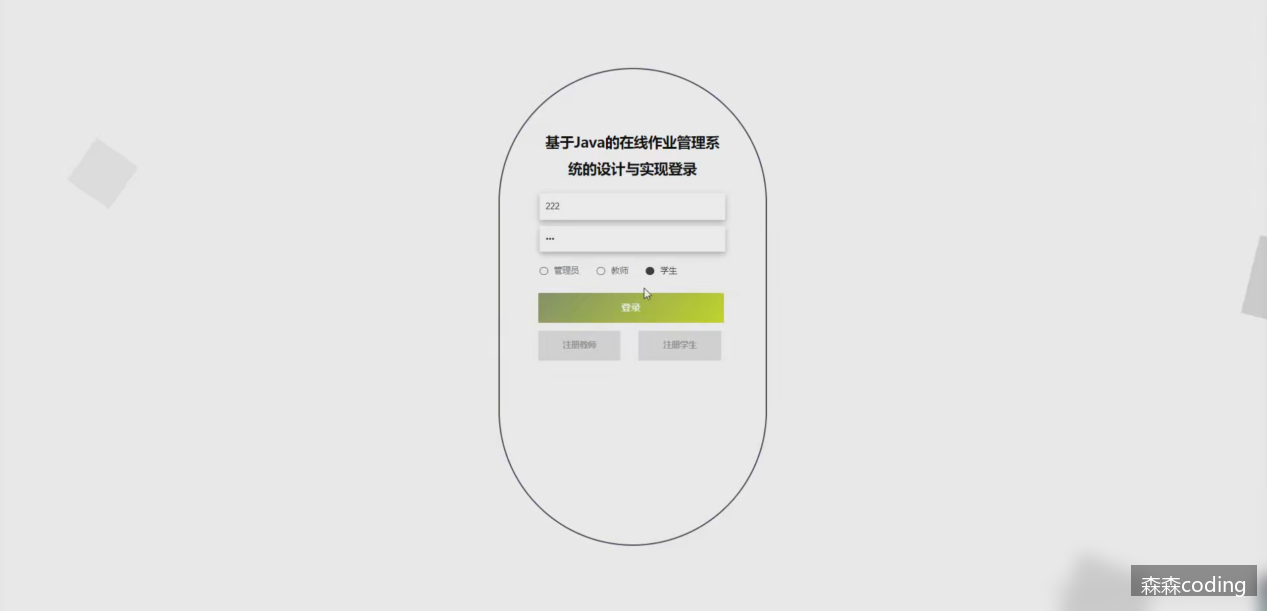 基于Java的在线作业管理系
统的设计与实现登录
222
•••
管理员 教师 学生
登录
注册教师 注册学生
森森coding